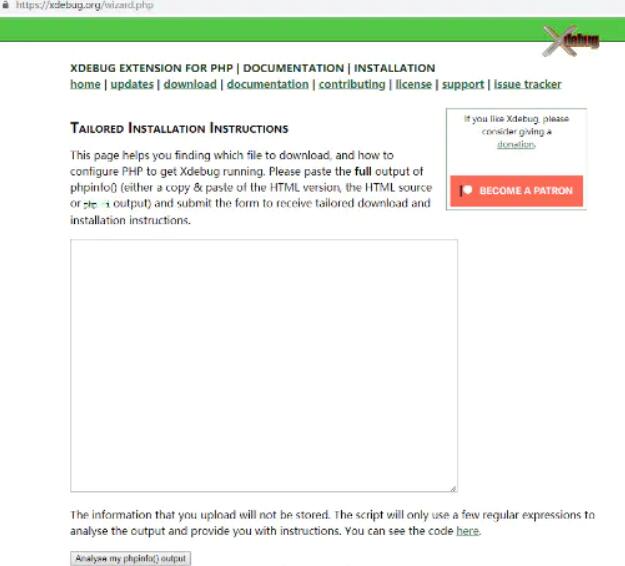 https://xdebug.org/wizard.php
Xdebug
XDEBUG EXTENSION FOR PHP | DOCUMENTATION | INSTALLATION
home | updates | download | documentation | contributing | license | support | issue tracker
TAILORED INSTALLATION INSTRUCTIONS
If you like Xdebug, please
consider giving a
donation.
BECOME A PATRON
This page helps you finding which file to download, and how to
configure PHP to get Xdebug running. Please paste the full output of
phpinfo() (either a copy & paste of the HTML version, the HTML source
or php -i output) and submit the form to receive tailored download and
installation instructions.
The information that you upload will not be stored. The script will only use a few regular expressions to
analyse the output and provide you with instructions. You can see the code here.
Analyse my phpinfo() output